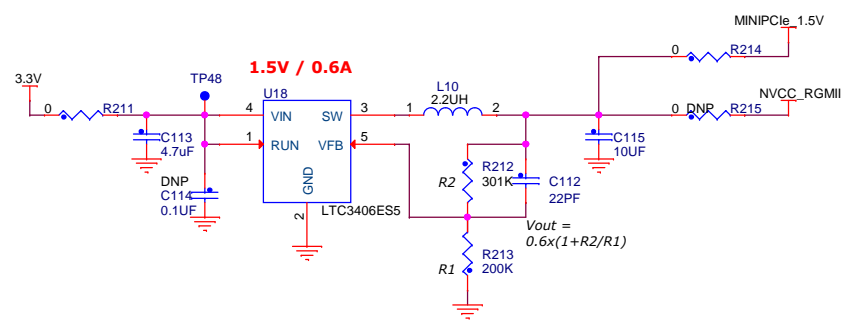 MINIPCIe_1.5V
0
R214
1.5V / 0.6A
3.3V
TP48
U18
L10
2.2UH
NVCC_RGMII
0
R211
4
VIN
SW
3
1
2
0
DNP
R215
C113
4.7uF
1
RUN
VFB
5
C115
10UF
DNP
C114
0.1UF
GND
2
LTC3406ES5
R2
R212
301K
C112
22PF
Vout =
0.6x(1+R2/R1)
R1
R213
200K